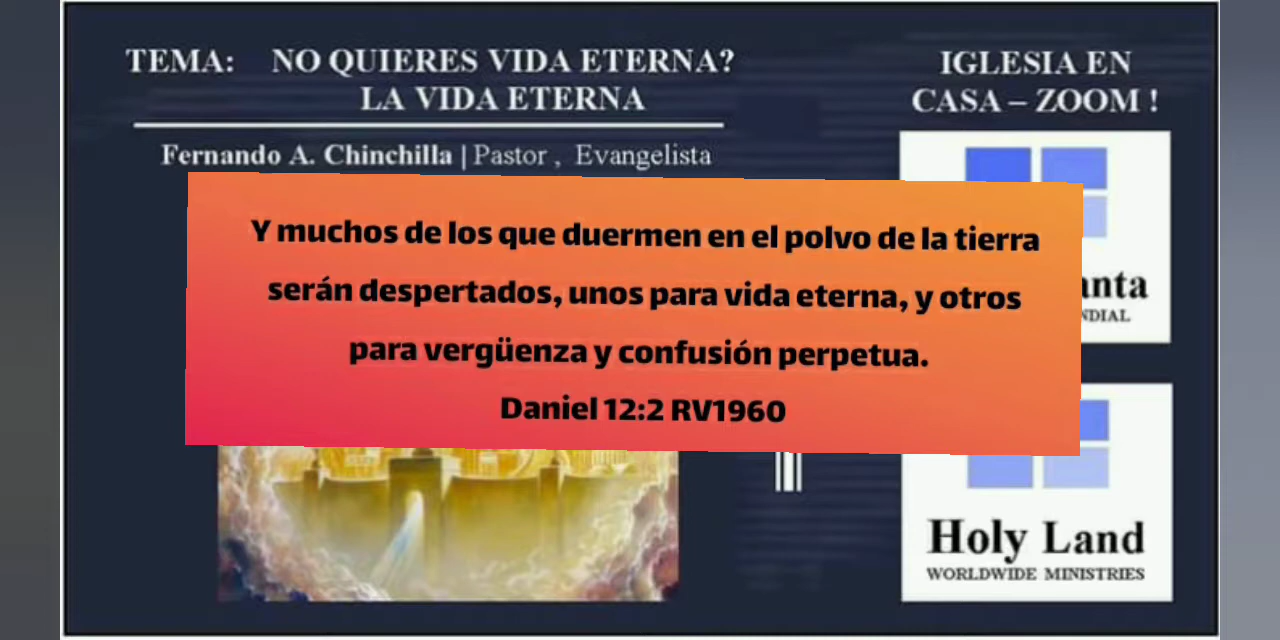 TEMA: NO QUIERES VIDA ETERNA?
LA VIDA ETERNA
Fernando A. Chinchilla | Pastor , Evangelista
IGLESIA EN
CASA – ZOOM !
Y muchos de los que duermen en el polvo de la tierra
serán despertados, unos para vida eterna, y otros
para vergüenza y confusión perpetua.
Daniel 12:2 RV1960
Holy Land
WORLDWIDE MINISTRIES